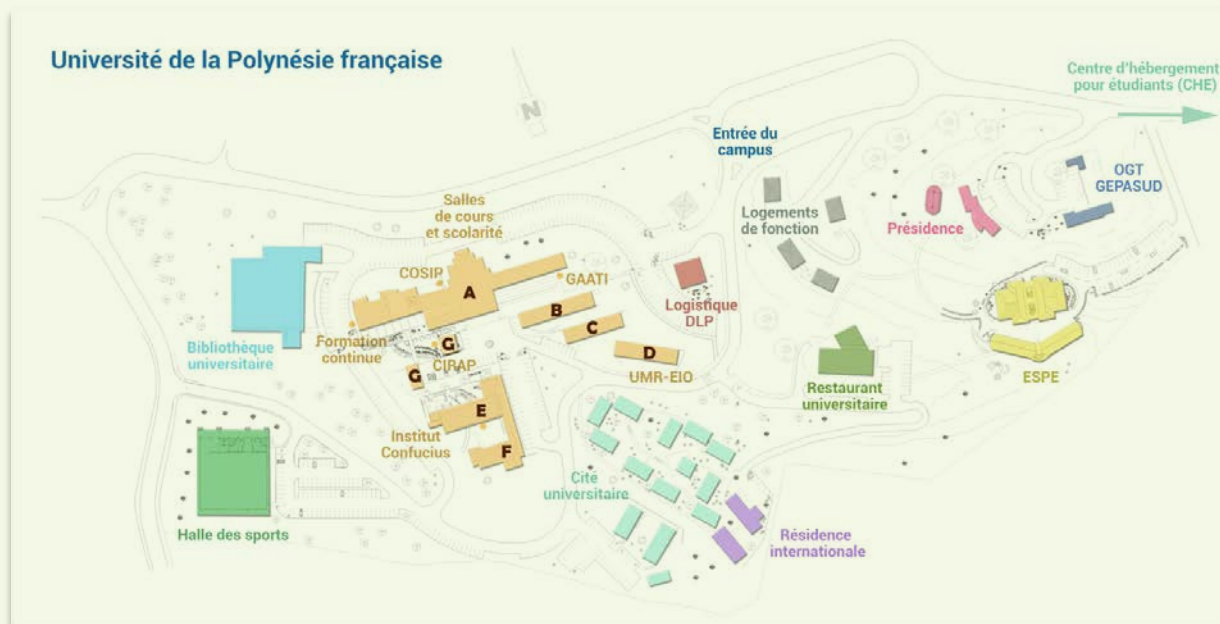 Université de la Polynésie française
Centre d'hébergement
pour étudiants (CHE)
N
Entrée du
campus
OGT
GEPASUD
Logements
de fonction
Présidence
Salles
de cours
et scolarité
COSIP
GAATI
A
B
C
D
Logistique
DLP
Formation
continue
G
CIRAP
G
UMR-EIO
Bibliothèque
universitaire
Restaurant
universitaire
ESPE
E
Institut
Confucius
F
Cité
universitaire
Halle des sports
Résidence
internationale